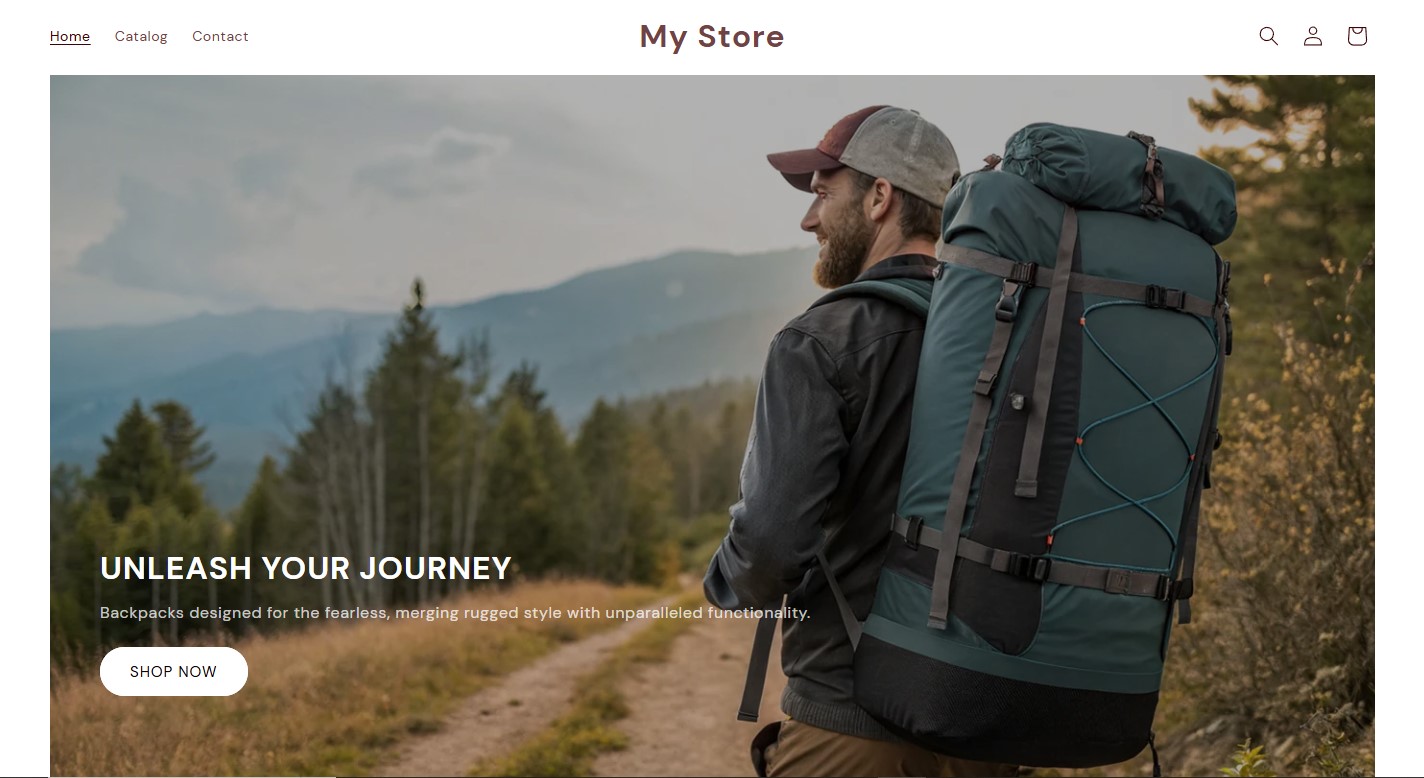 Home
Catalog
Contact
My Store
UNLEASH YOUR JOURNEY
Backpacks designed for the fearless, merging rugged style with unparalleled functionality.
SHOP NOW